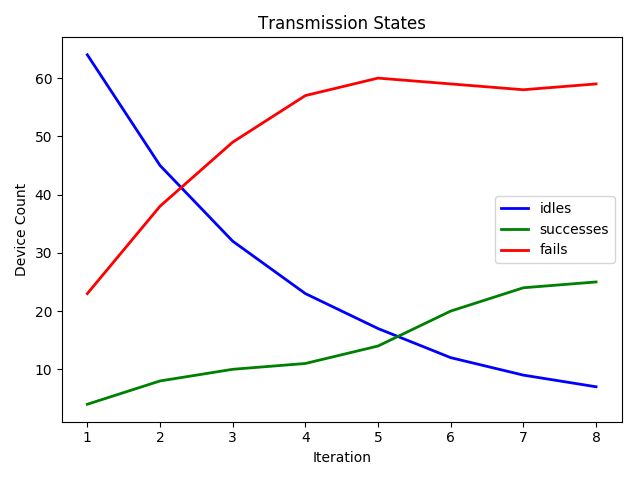 Transmission States
Device Count
60
50
40
30
20
10
idles
successes
fails
1 2 3 4 5 6 7 8
Iteration